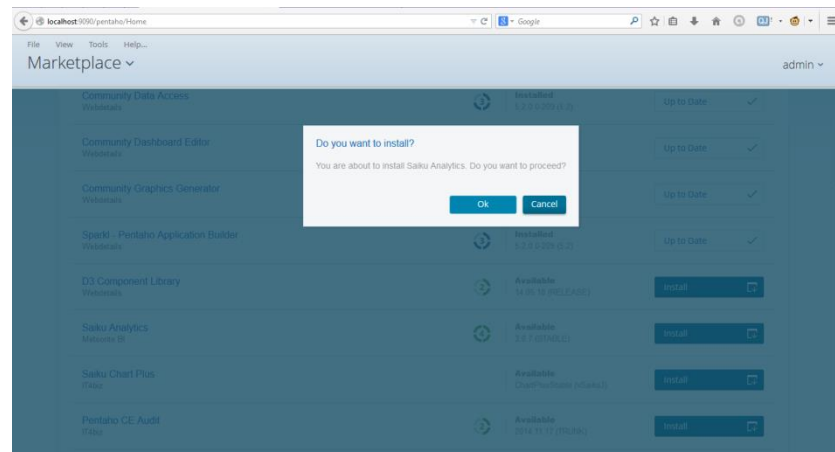 localhost:9090/pentaho/Home
Google
File View Tools Help...
Marketplace
admin
Community Data Access
Webdetails
Installed
Up to Date
Community Dashboard Editor
Webdetails
Up to Date
Community Graphics Generator
Webdetails
Up to Date
Sparkl - Pentaho Application Builder
Webdetails
Installed
Up to Date
Do you want to install?
You are about to install Saiku Analytics. Do you want to proceed?
Ok Cancel
D3 Component Library
Webdetails
Available
Install
Saiku Analytics
Available
Install
Saiku Chart Plus
IT4biz
Available
Install
Pentaho CE Audit
IT4biz
Available
Install